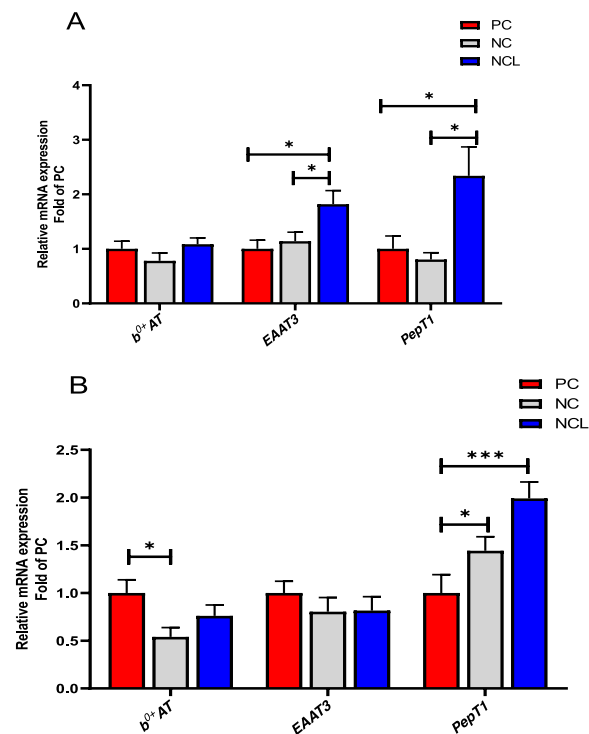 A
PC
NC
NCL
Relative mRNA expression
Fold of PC
4
3
2
1
0
*
*
*
*
b⁰⁺ AT
EAAT3
PepT1
B
PC
NC
NCL
Relative mRNA expression
Fold of PC
2.5
2.0
1.5
1.0
0.5
0.0
*
***
*
b⁰⁺ AT
EAAT3
PepT1